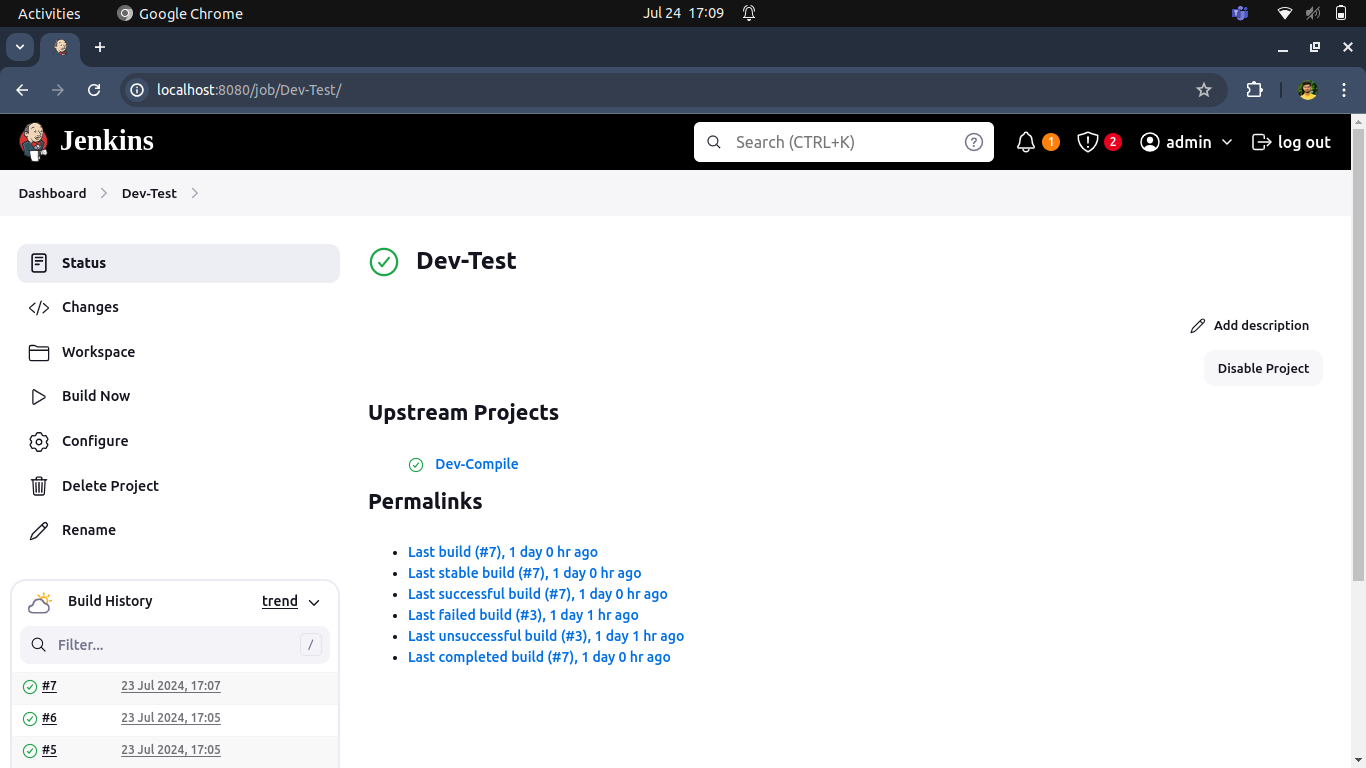 Activities Google Chrome Jul 24 17:09
localhost:8080/job/Dev-Test/
Jenkins Search (CTRL+K) ? 1 2 admin log out
Dashboard Dev-Test
Status
Changes
Workspace
Build Now
Configure
Delete Project
Rename
Build History trend
Filter... /
#7 23 Jul 2024, 17:07
#6 23 Jul 2024, 17:05
#5 23 Jul 2024, 17:05
Dev-Test
Add description
Disable Project
Upstream Projects
Dev-Compile
Permalinks
Last build (#7), 1 day 0 hr ago
Last stable build (#7), 1 day 0 hr ago
Last successful build (#7), 1 day 0 hr ago
Last failed build (#3), 1 day 1 hr ago
Last unsuccessful build (#3), 1 day 1 hr ago
Last completed build (#7), 1 day 0 hr ago